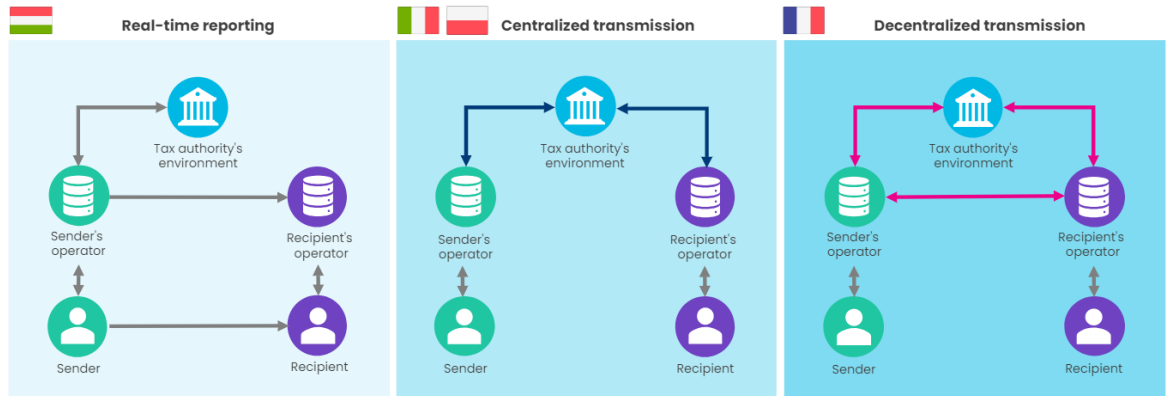 Real-time reporting
Tax authority's
environment
Sender's
operator
Recipient's
operator
Sender
Recipient
Centralized transmission
Tax authority's
environment
Sender's
operator
Recipient's
operator
Sender
Recipient
Decentralized transmission
Tax authority's
environment
Sender's
operator
Recipient's
operator
Sender
Recipient